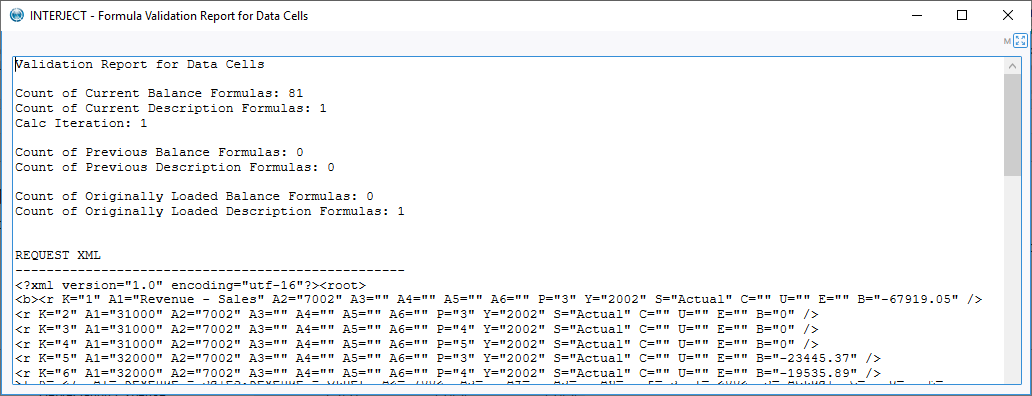 INTERJECT - Formula Validation Report for Data Cells
M
Validation Report for Data Cells
Count of Current Balance Formulas: 81
Count of Current Description Formulas: 1
Calc Iteration: 1
Count of Previous Balance Formulas: 0
Count of Previous Description Formulas: 0
Count of Originally Loaded Balance Formulas: 0
Count of Originally Loaded Description Formulas: 1
REQUEST XML
--------------------------------------------------
<?xml version="1.0" encoding="utf-16"?><root>
<b><r K="1" A1="Revenue - Sales" A2="7002" A3="" A4="" A5="" A6="" P="3" Y="2002" S="Actual" C="" U="" E="" B="-67919.05" />
<r K="2" A1="31000" A2="7002" A3="" A4="" A5="" A6="" P="3" Y="2002" S="Actual" C="" U="" E="" B="0" />
<r K="3" A1="31000" A2="7002" A3="" A4="" A5="" A6="" P="4" Y="2002" S="Actual" C="" U="" E="" B="0" />
<r K="4" A1="31000" A2="7002" A3="" A4="" A5="" A6="" P="5" Y="2002" S="Actual" C="" U="" E="" B="0" />
<r K="5" A1="32000" A2="7002" A3="" A4="" A5="" A6="" P="3" Y="2002" S="Actual" C="" U="" E="" B="-23445.37" />
<r K="6" A1="32000" A2="7002" A3="" A4="" A5="" A6="" P="4" Y="2002" S="Actual" C="" U="" E="" B="-19535.89" />